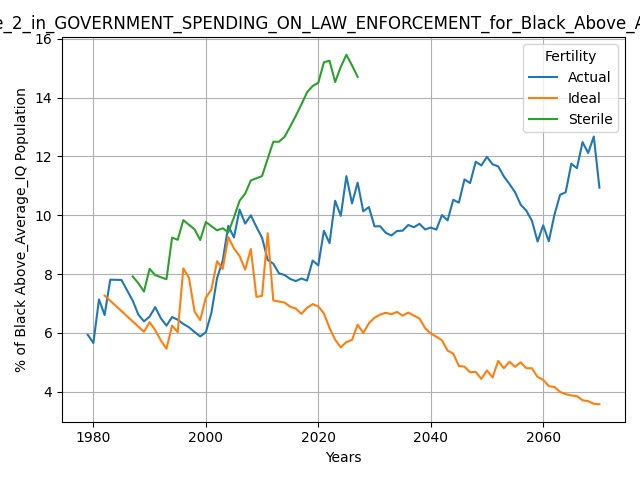 e_2_in_GOVERNMENT_SPENDING_ON_LAW_ENFORCEMENT_for_Black_Above_A
Fertility
Actual
Ideal
Sterile
% of Black Above_Average_IQ Population
16
14
12
10
8
6
4
1980
2000
2020
2040
2060
Years